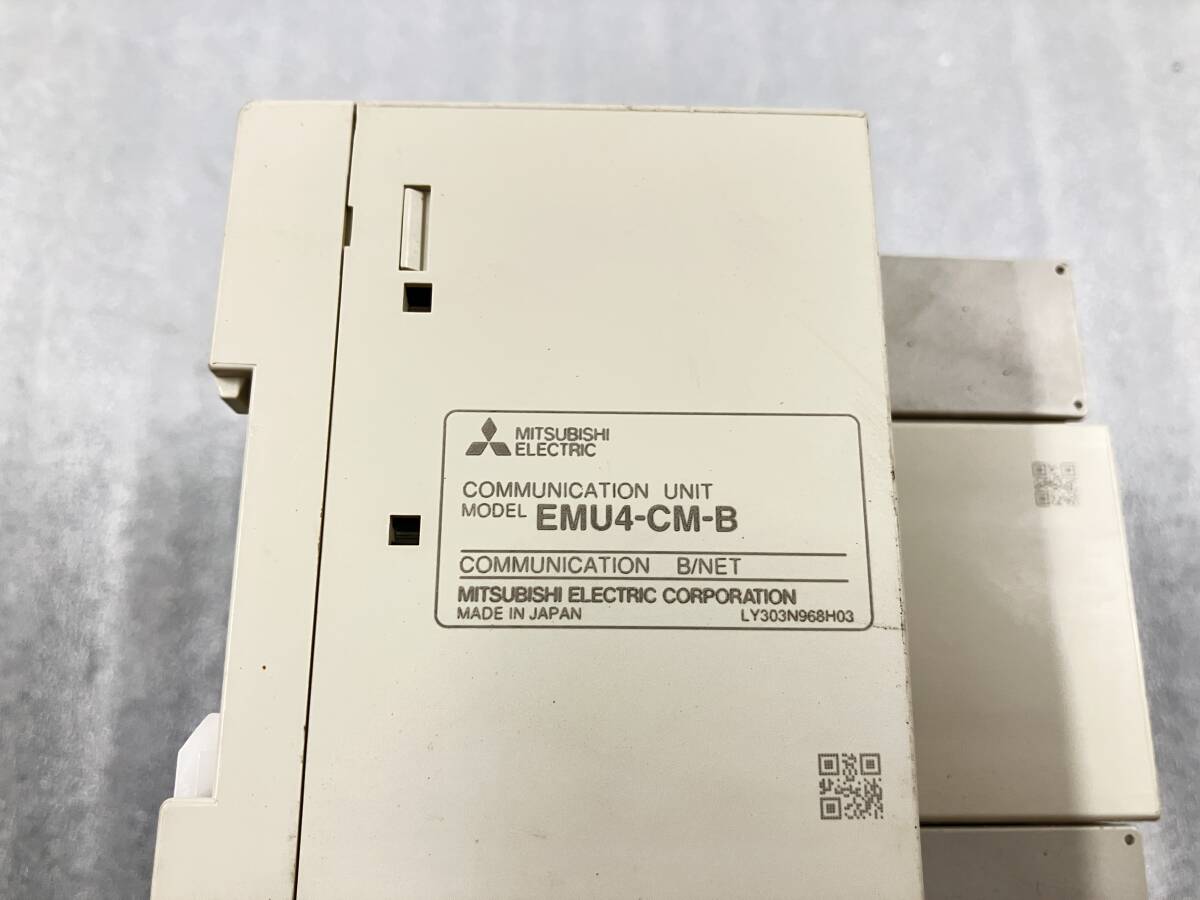 MITSUBISHI
ELECTRIC
COMMUNICATION UNIT
MODEL EMU4-CM-B
COMMUNICATION B/NET
MITSUBISHI ELECTRIC CORPORATION
MADE IN JAPAN LY303N968H03